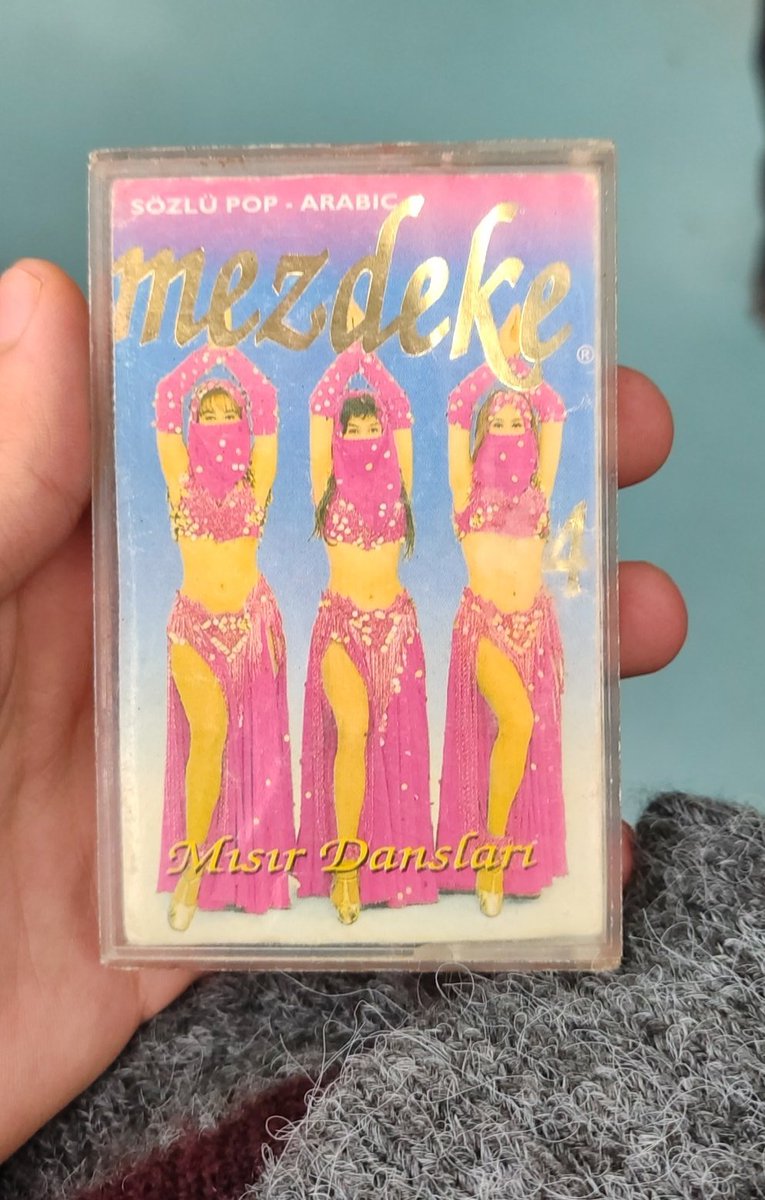 SÖZLÜ POP - ARABIC
mezdeke
®
4
Mısır Dansları